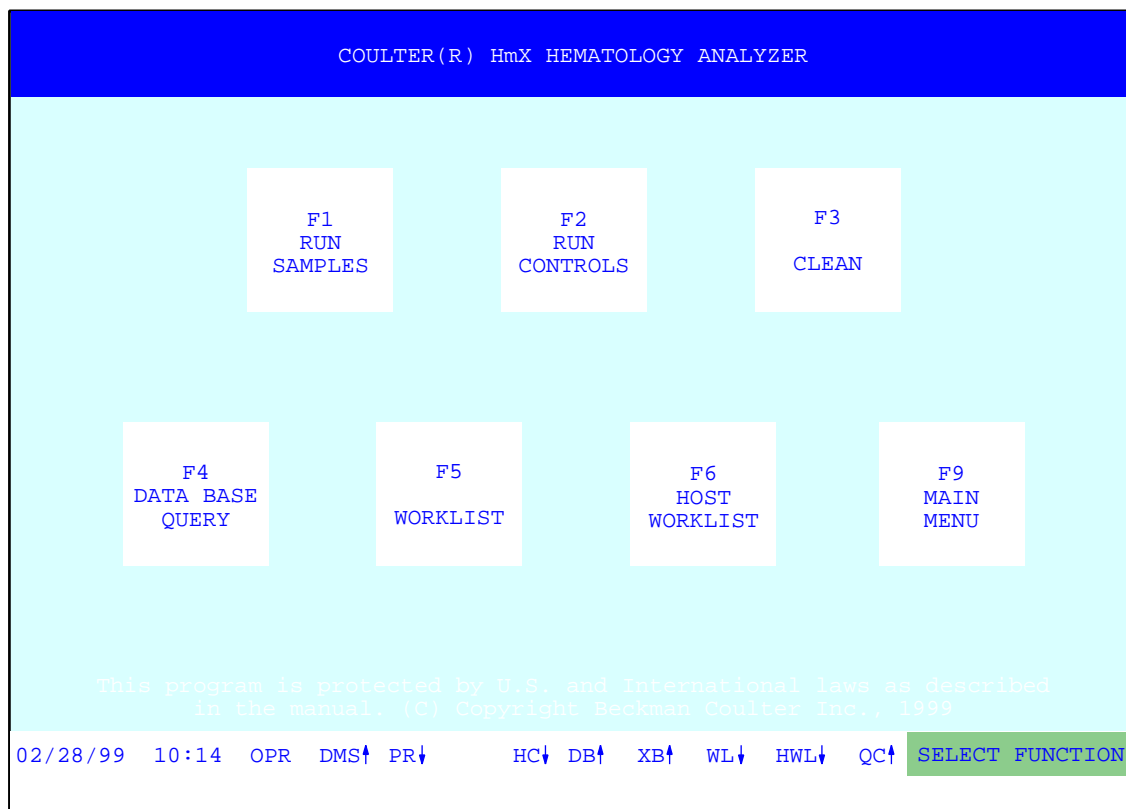 COULTER(R) HmX HEMATOLOGY ANALYZER
F1
RUN
SAMPLES
F2
RUN
CONTROLS
F3
CLEAN
F4
DATA BASE
QUERY
F5
WORKLIST
F6
HOST
WORKLIST
F9
MAIN
MENU
This program is protected by U.S. and International laws as described
in the manual. (C) Copyright Beckman Coulter Inc., 1999
02/28/99 10:14 OPR DMS↑ PR↓ HC↓ DB↑ XB↑ WL↓ HWL↓ QC↑ SELECT FUNCTION